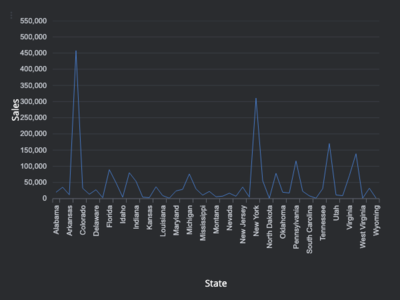 550,000
500,000
450,000
400,000
350,000
300,000
250,000
200,000
150,000
100,000
50,000
0
Sales
Alabama
Arkansas
Colorado
Delaware
Florida
Idaho
Indiana
Kansas
Louisiana
Maryland
Michigan
Mississippi
Montana
Nevada
New Jersey
New York
North Dakota
Oklahoma
Pennsylvania
South Carolina
Tennessee
Utah
Virginia
West Virginia
Wyoming
State